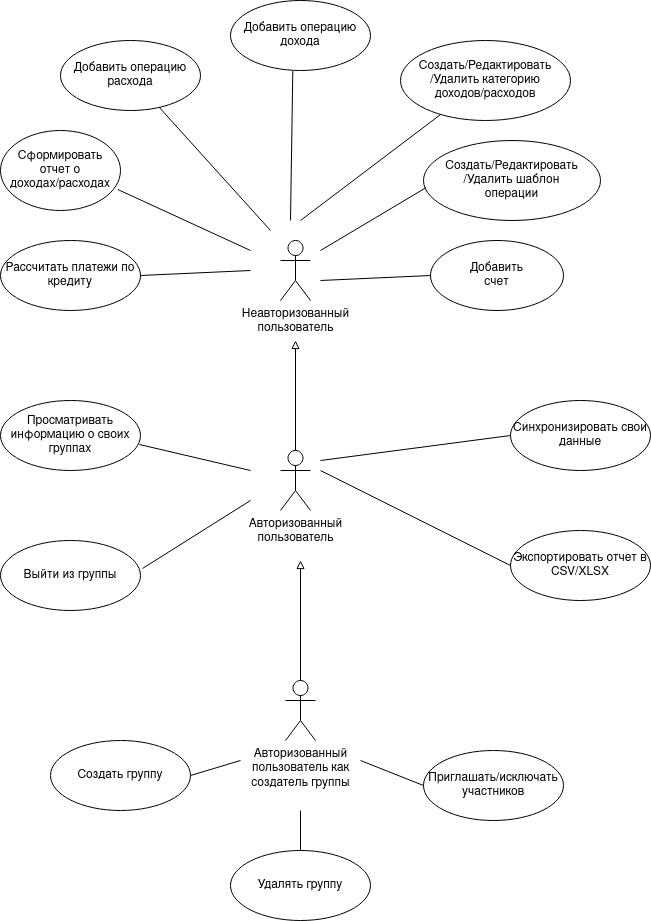 Добавить операцию
дохода
Добавить операцию
расхода
Создать/Редактировать
/Удалить категорию
доходов/расходов
Сформировать
отчет о
доходах/расходах
Создать/Редактировать
/Удалить шаблон
операции
Рассчитать платежи по
кредиту
Добавить
счет
Неавторизованный
пользователь
Просматривать
информацию о своих
группах
Синхронизировать свои
данные
Авторизованный
пользователь
Выйти из группы
Экспортировать отчет в
CSV/XLSX
Авторизованный
пользователь как
создатель группы
Создать группу
Приглашать/исключать
участников
Удалять группу